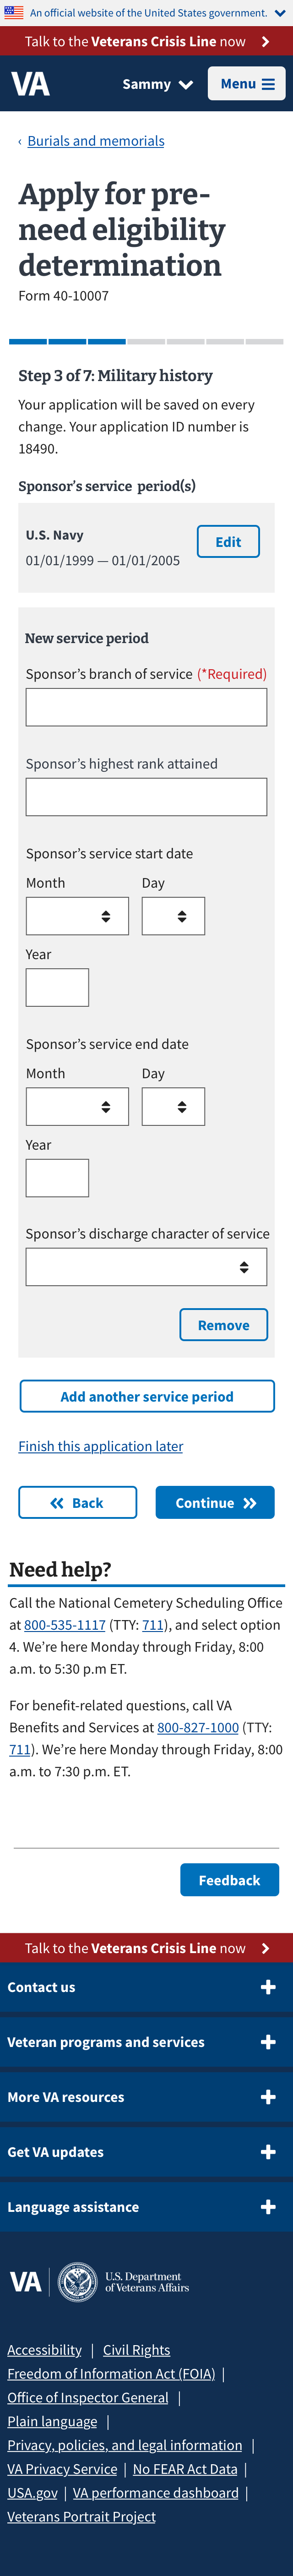 An official website of the United States government.
Talk to the Veterans Crisis Line now
VA
Sammy
Menu
‹ Burials and memorials
Apply for pre-
need eligibility
determination
Form 40-10007
Step 3 of 7: Military history
Your application will be saved on every
change. Your application ID number is
18490.
Sponsor’s service period(s)
U.S. Navy
01/01/1999 — 01/01/2005
Edit
New service period
Sponsor’s branch of service (*Required)
Sponsor’s highest rank attained
Sponsor’s service start date
Month
Day
Year
Sponsor’s service end date
Month
Day
Year
Sponsor’s discharge character of service
Remove
Add another service period
Finish this application later
Back
Continue
Need help?
Call the National Cemetery Scheduling Office
at 800-535-1117 (TTY: 711), and select option
4. We’re here Monday through Friday, 8:00
a.m. to 5:30 p.m ET.
For benefit-related questions, call VA
Benefits and Services at 800-827-1000 (TTY:
711). We’re here Monday through Friday, 8:00
a.m. to 7:30 p.m. ET.
Feedback
Talk to the Veterans Crisis Line now
Contact us
Veteran programs and services
More VA resources
Get VA updates
Language assistance
VA
U.S. Department
of Veterans Affairs
Accessibility | Civil Rights
Freedom of Information Act (FOIA) |
Office of Inspector General |
Plain language |
Privacy, policies, and legal information |
VA Privacy Service | No FEAR Act Data |
USA.gov | VA performance dashboard |
Veterans Portrait Project